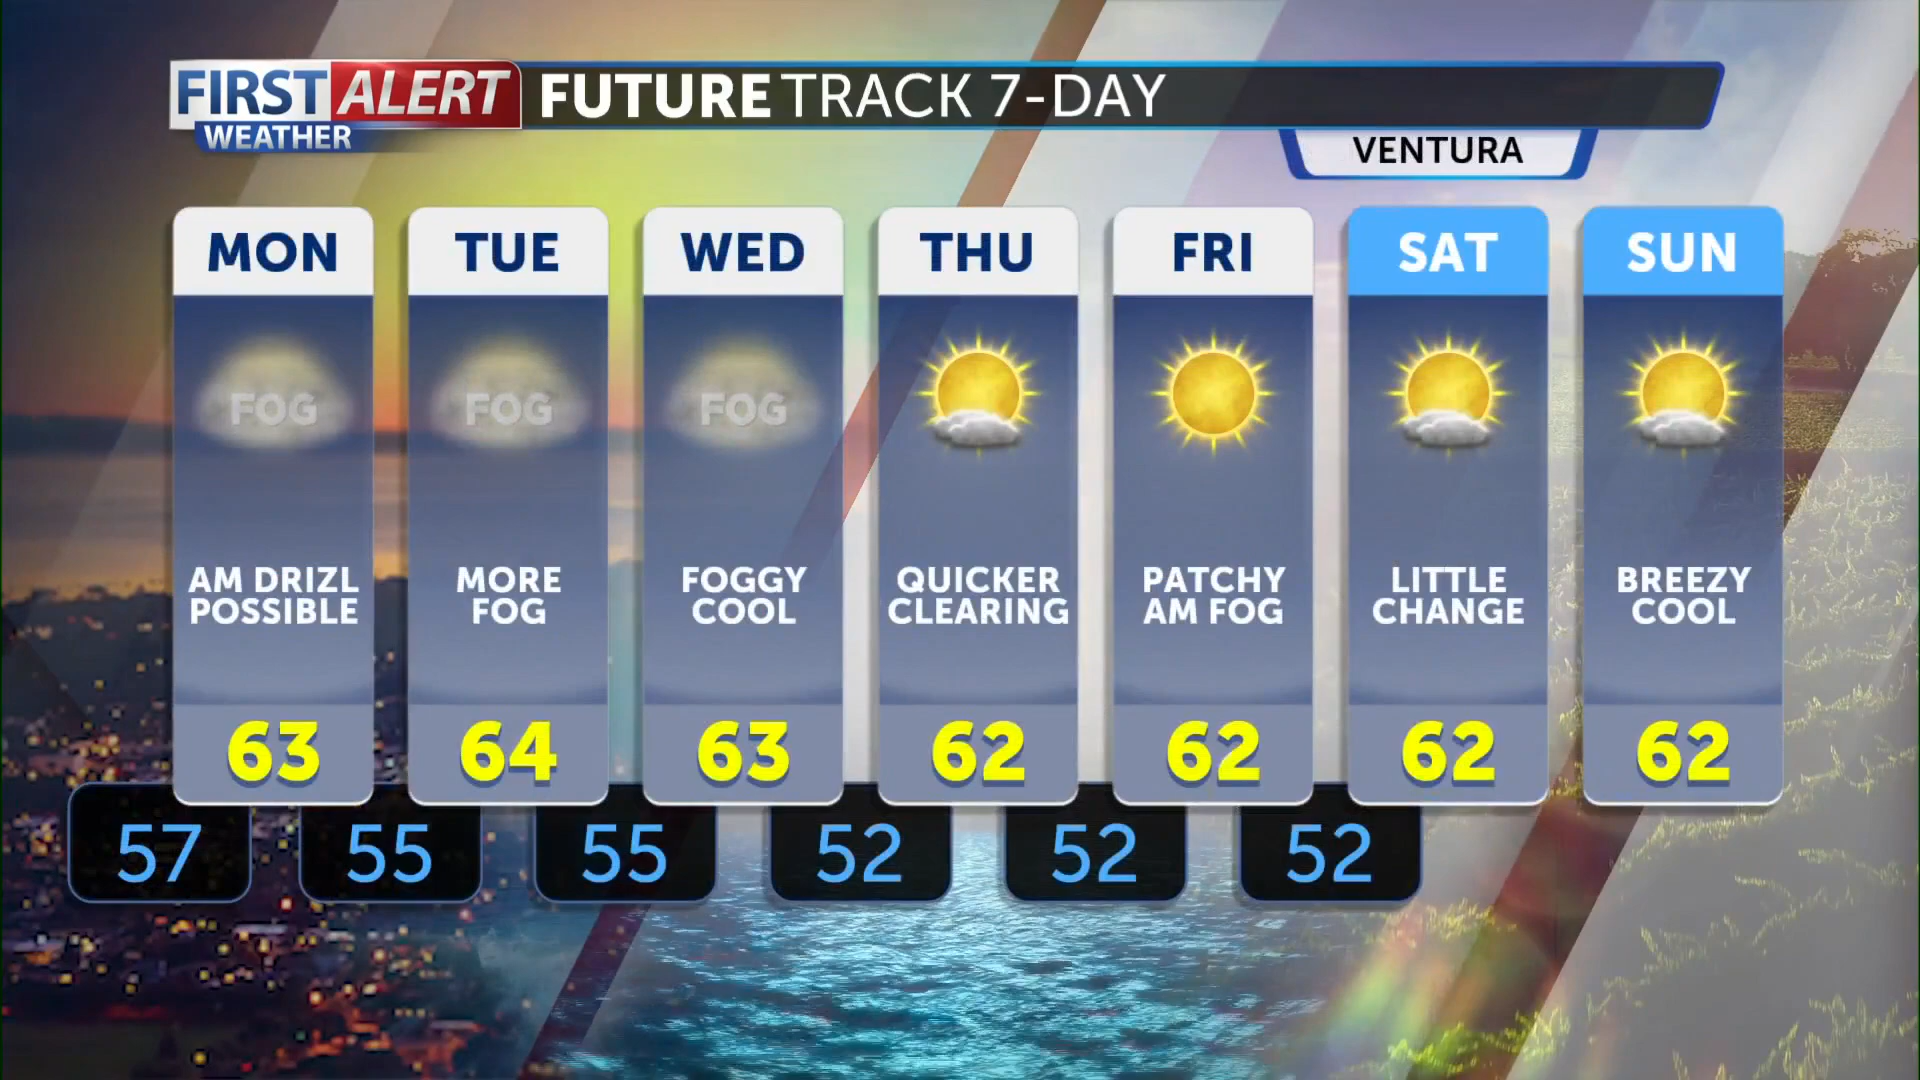 FIRST ALERT
WEATHER
FUTURE TRACK 7-DAY
VENTURA
MON TUE WED THU FRI SAT SUN
FOG FOG FOG
AM DRIZL MORE FOGGY QUICKER PATCHY LITTLE BREEZY
POSSIBLE FOG COOL CLEARING AM FOG CHANGE COOL
63 64 63 62 62 62 62
57 55 55 52 52 52